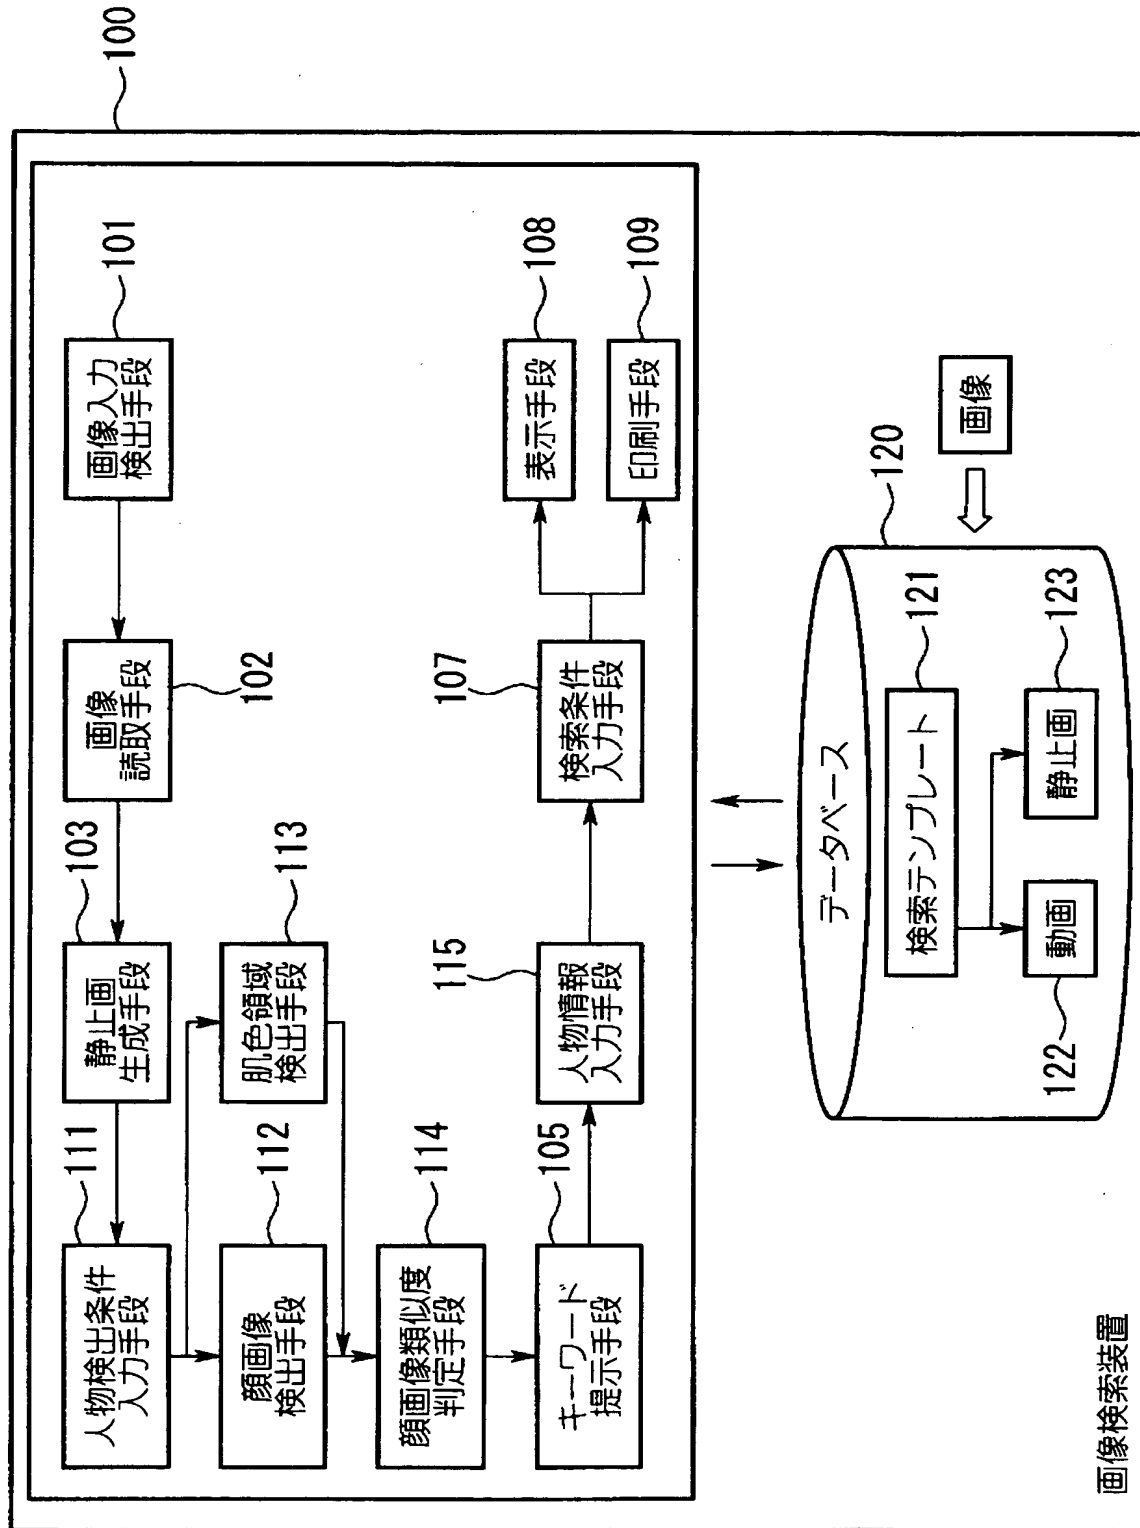 100
画像入力
検出手段
101
画像
読取手段
102
静止画
生成手段
103
人物検出条件
入力手段
111
顔画像
検出手段
112
肌色領域
検出手段
113
顔画像類似度
判定手段
114
キーワード
提示手段
105
人物情報
入力手段
115
検索条件
入力手段
107
表示手段
108
印刷手段
109
データベース
120
検索テンプレート
121
動画
122
静止画
123
画像
画像検索装置